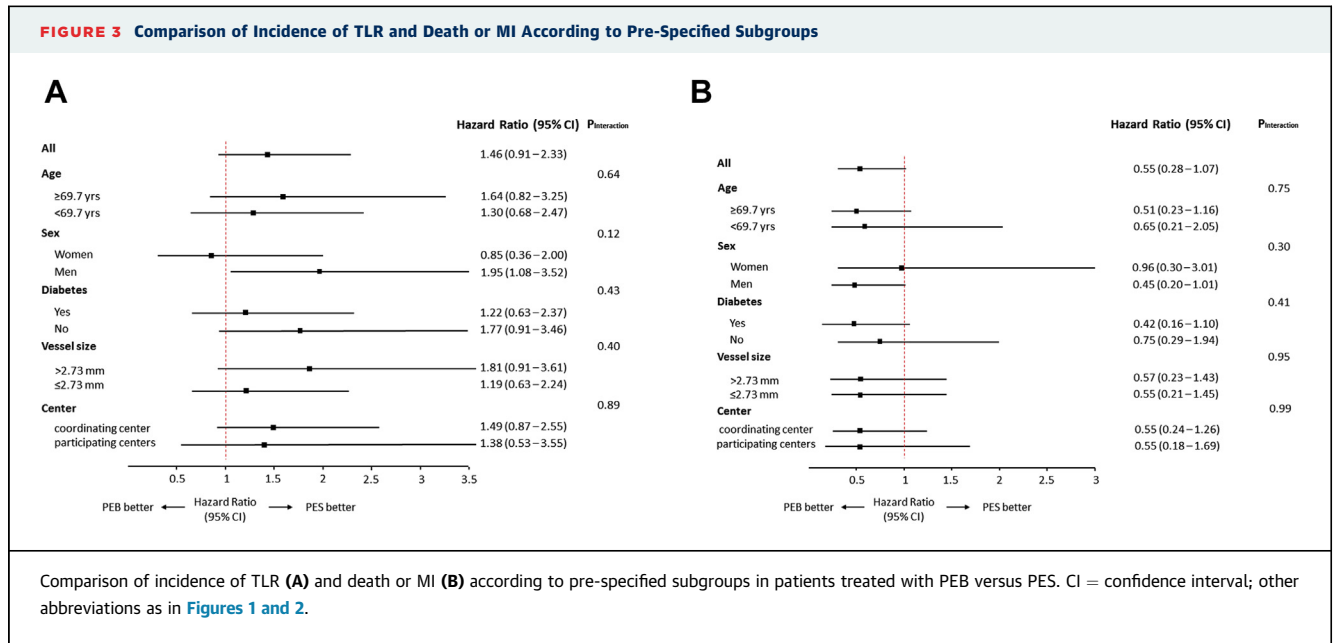 FIGURE 3 Comparison of Incidence of TLR and Death or MI According to Pre-Specified Subgroups
A
Hazard Ratio (95% CI) PInteraction
All 1.46 (0.91–2.33)
Age 0.64
≥69.7 yrs 1.64 (0.82–3.25)
<69.7 yrs 1.30 (0.68–2.47)
Sex 0.12
Women 0.85 (0.36–2.00)
Men 1.95 (1.08–3.52)
Diabetes 0.43
Yes 1.22 (0.63–2.37)
No 1.77 (0.91–3.46)
Vessel size 0.40
>2.73 mm 1.81 (0.91–3.61)
≤2.73 mm 1.19 (0.63–2.24)
Center 0.89
coordinating center 1.49 (0.87–2.55)
participating centers 1.38 (0.53–3.55)
0.5 1 1.5 2 2.5 3 3.5
PEB better ← Hazard Ratio → PES better
(95% CI)
B
Hazard Ratio (95% CI) PInteraction
All 0.55 (0.28–1.07)
Age 0.75
≥69.7 yrs 0.51 (0.23–1.16)
<69.7 yrs 0.65 (0.21–2.05)
Sex 0.30
Women 0.96 (0.30–3.01)
Men 0.45 (0.20–1.01)
Diabetes 0.41
Yes 0.42 (0.16–1.10)
No 0.75 (0.29–1.94)
Vessel size 0.95
>2.73 mm 0.57 (0.23–1.43)
≤2.73 mm 0.55 (0.21–1.45)
Center 0.99
coordinating center 0.55 (0.24–1.26)
participating centers 0.55 (0.18–1.69)
0.5 1 1.5 2 2.5 3
PEB better ← Hazard Ratio → PES better
(95% CI)
Comparison of incidence of TLR (A) and death or MI (B) according to pre-specified subgroups in patients treated with PEB versus PES. CI = confidence interval; other
abbreviations as in Figures 1 and 2.